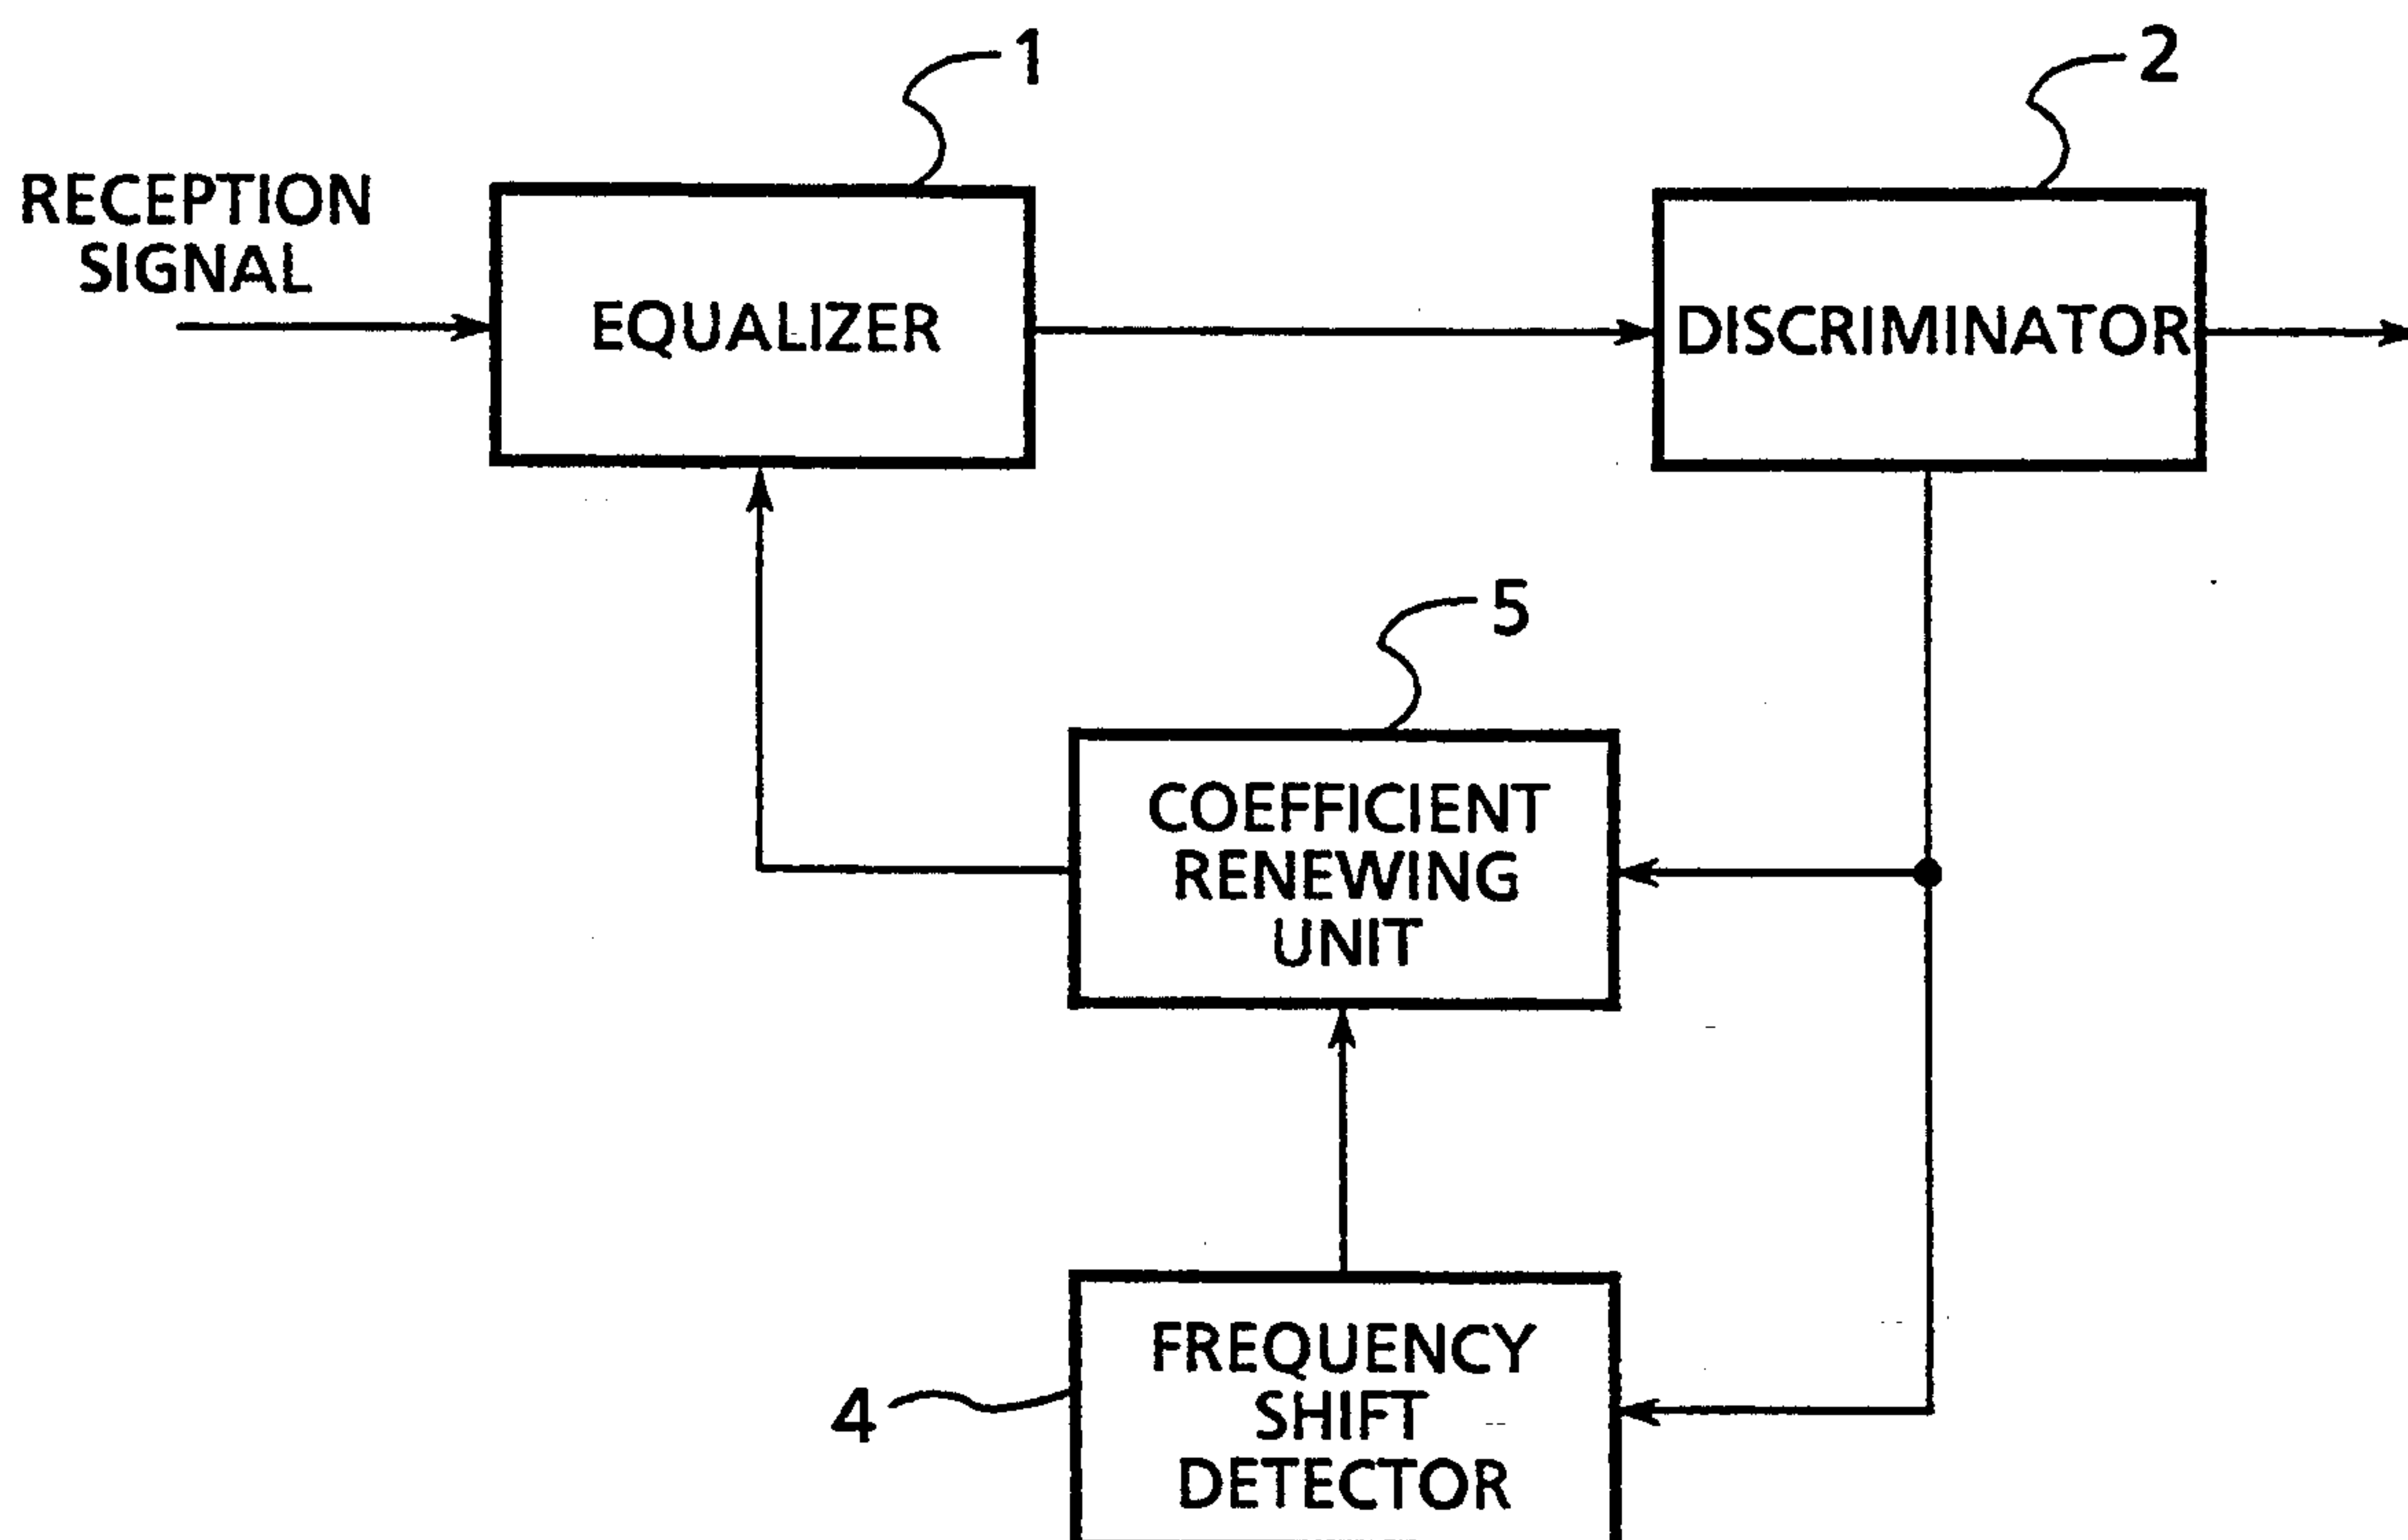 1
2
RECEPTION
SIGNAL
EQUALIZER
DISCRIMINATOR
5
COEFFICIENT
RENEWING
UNIT
4
FREQUENCY
SHIFT
DETECTOR